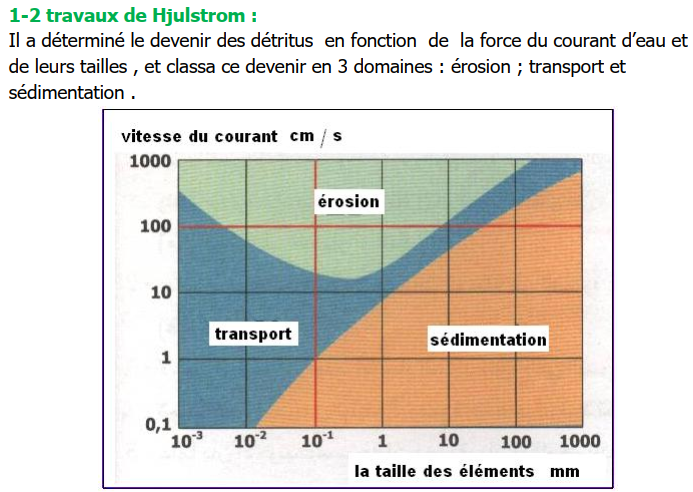 1-2 travaux de Hjulstrom :
Il a déterminé le devenir des détritus en fonction de la force du courant d'eau et
de leurs tailles , et classa ce devenir en 3 domaines : érosion ; transport et
sédimentation .
vitesse du courant cm / s
1000
érosion
100
10
transport
sédimentation
1
0,1
10⁻³ 10⁻² 10⁻¹ 1 10 100 1000
la taille des éléments mm